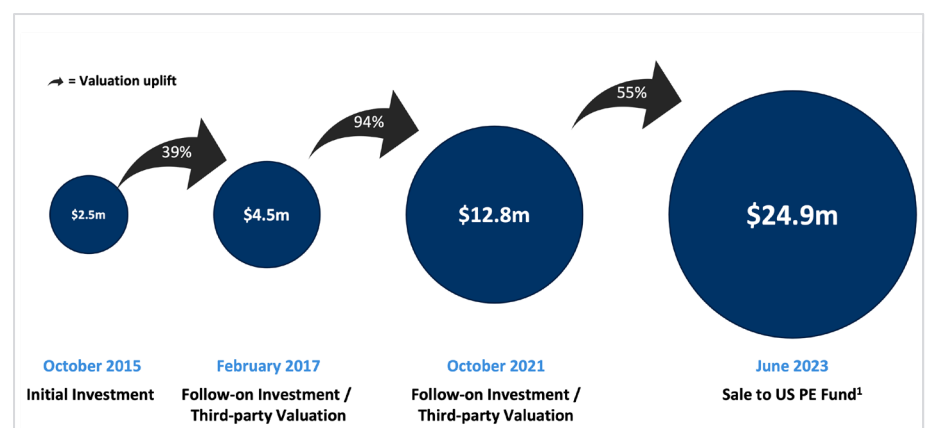 = Valuation uplift
39%
94%
55%
$2.5m
$4.5m
$12.8m
$24.9m
October 2015
February 2017
October 2021
June 2023
Initial Investment
Follow-on Investment /
Third-party Valuation
Follow-on Investment /
Third-party Valuation
Sale to US PE Fund¹